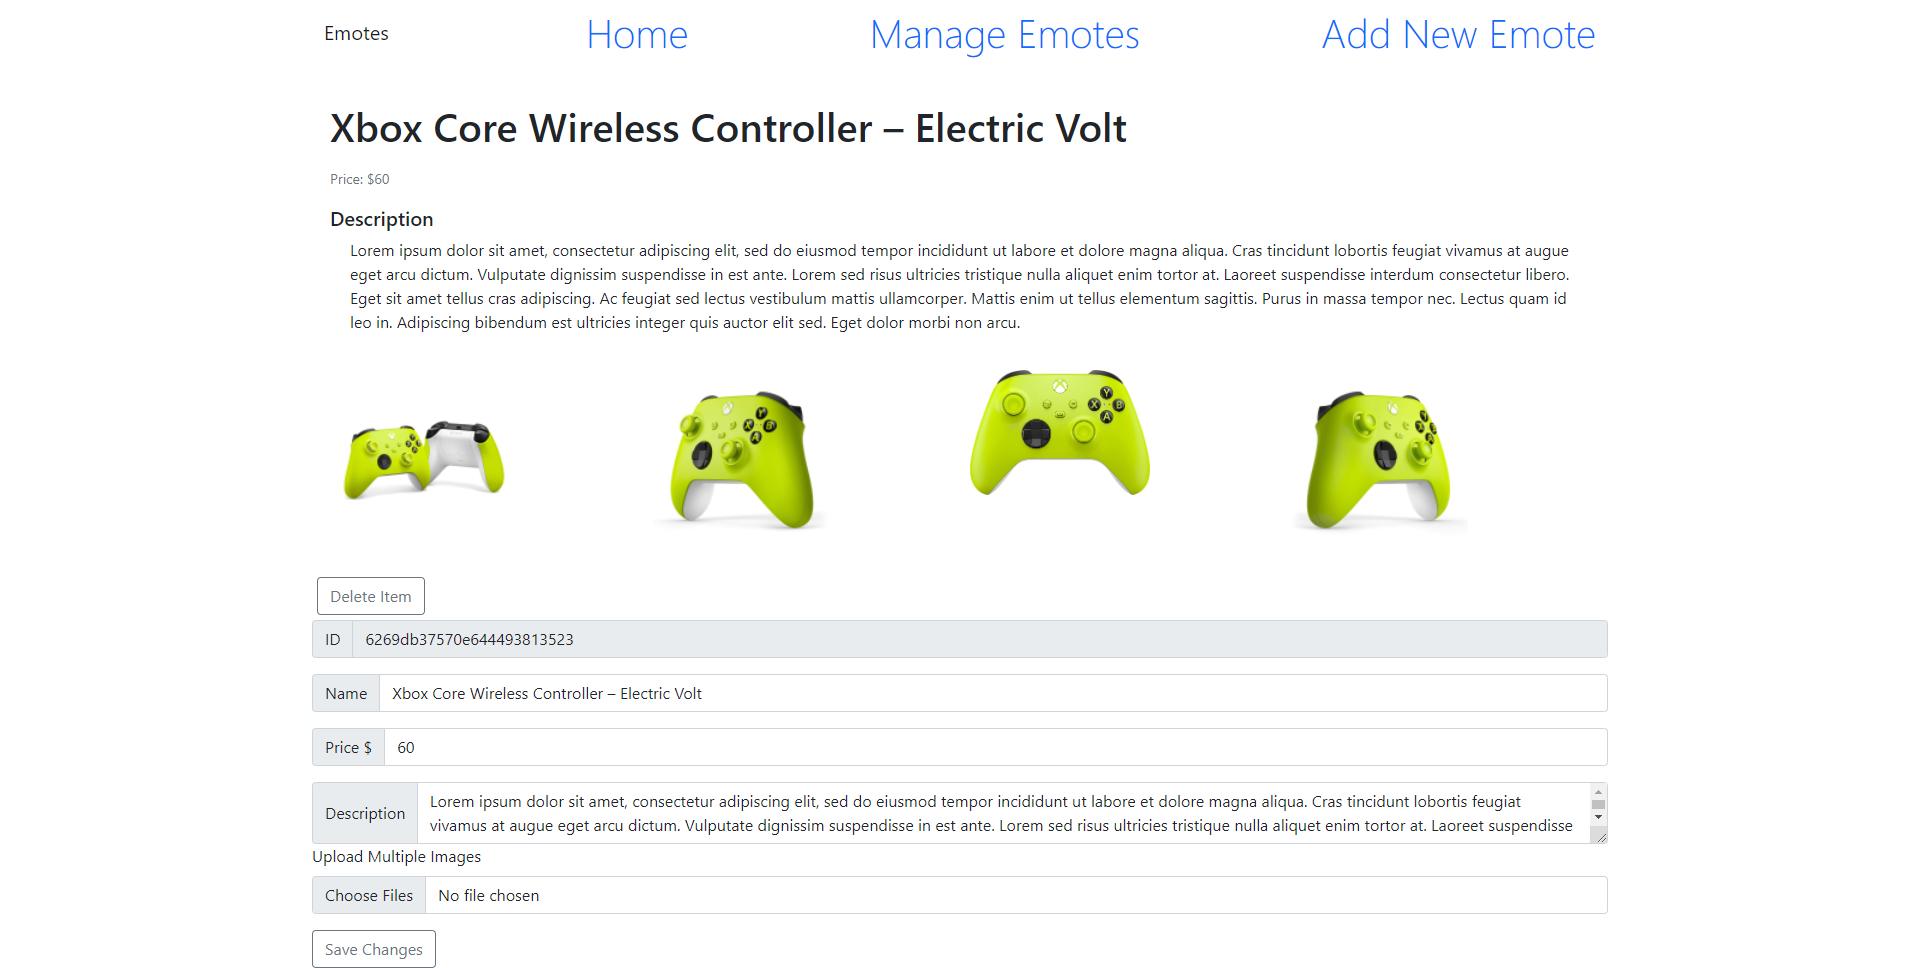 Emotes
Home
Manage Emotes
Add New Emote
Xbox Core Wireless Controller – Electric Volt
Price: $60
Description
Lorem ipsum dolor sit amet, consectetur adipiscing elit, sed do eiusmod tempor incididunt ut labore et dolore magna aliqua. Cras tincidunt lobortis feugiat vivamus at augue
eget arcu dictum. Vulputate dignissim suspendisse in est ante. Lorem sed risus ultricies tristique nulla aliquet enim tortor at. Laoreet suspendisse interdum consectetur libero.
Eget sit amet tellus cras adipiscing. Ac feugiat sed lectus vestibulum mattis ullamcorper. Mattis enim ut tellus elementum sagittis. Purus in massa tempor nec. Lectus quam id
leo in. Adipiscing bibendum est ultricies integer quis auctor elit sed. Eget dolor morbi non arcu.
Y
X B
A
Y
X B
A
Delete Item
ID 6269db37570e644493813523
Name Xbox Core Wireless Controller – Electric Volt
Price $ 60
Description
Lorem ipsum dolor sit amet, consectetur adipiscing elit, sed do eiusmod tempor incididunt ut labore et dolore magna aliqua. Cras tincidunt lobortis feugiat
vivamus at augue eget arcu dictum. Vulputate dignissim suspendisse in est ante. Lorem sed risus ultricies tristique nulla aliquet enim tortor at. Laoreet suspendisse
Upload Multiple Images
Choose Files No file chosen
Save Changes